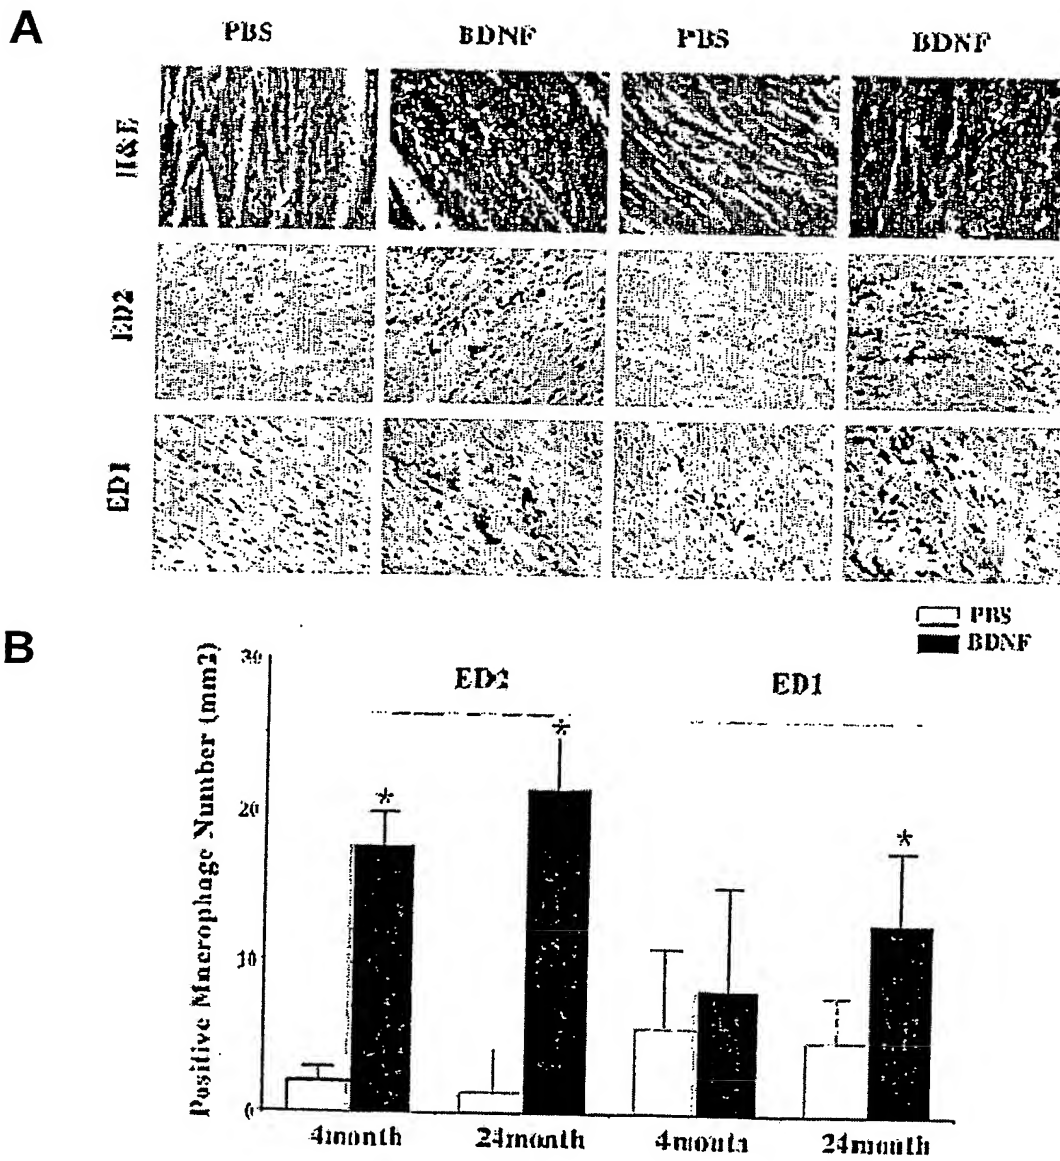 A
PBS BDNF PBS BDNF
H&E
ED2
ED1
PBS
BDNF
B
Positive Macrophage Number (mm2)
30
ED2 ED1
* * *
20
10
0
4month 24month 4month 24month